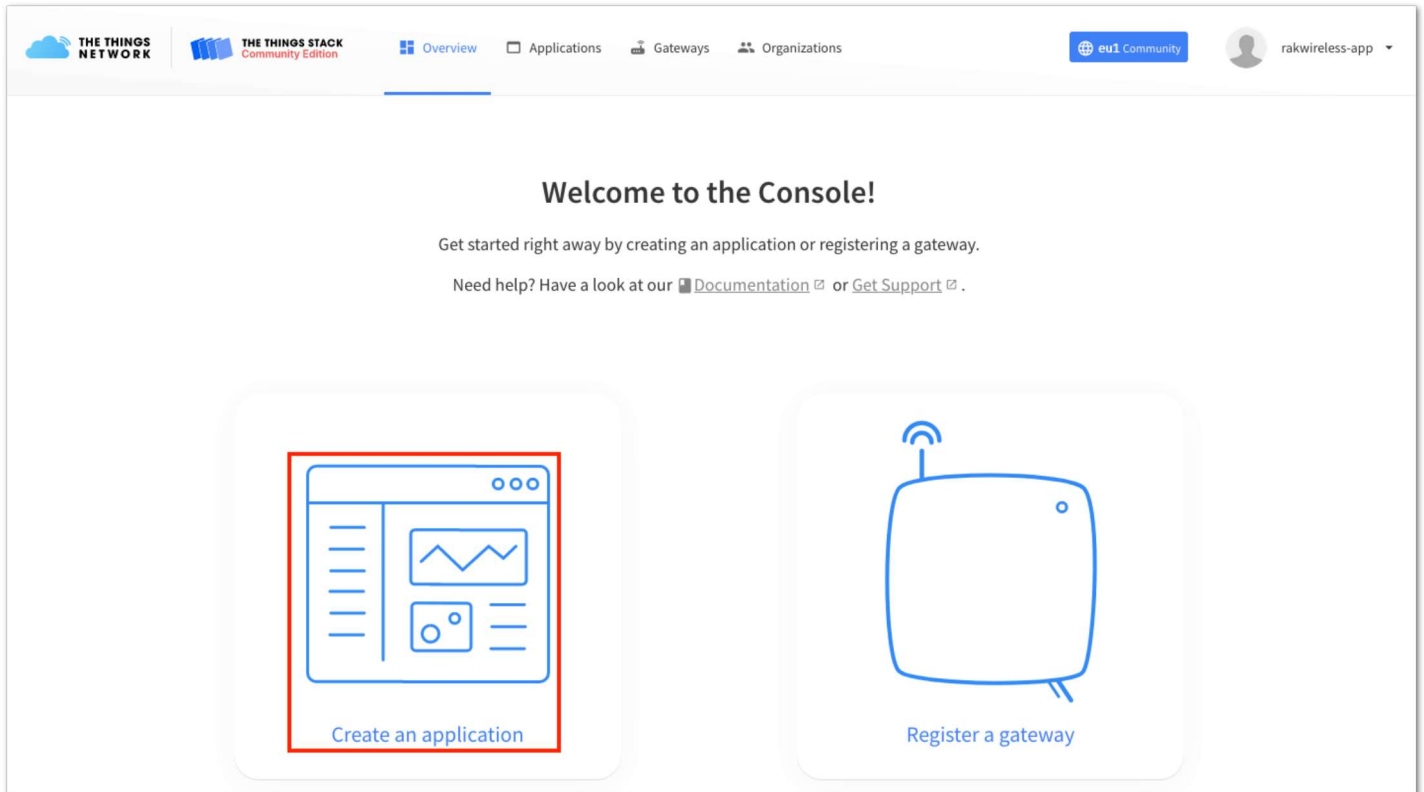 THE THINGS
NETWORK
THE THINGS STACK
Community Edition
Overview
Applications
Gateways
Organizations
eu1 Community
rakwireless-app
Welcome to the Console!
Get started right away by creating an application or registering a gateway.
Need help? Have a look at our Documentation or Get Support .
Create an application
Register a gateway